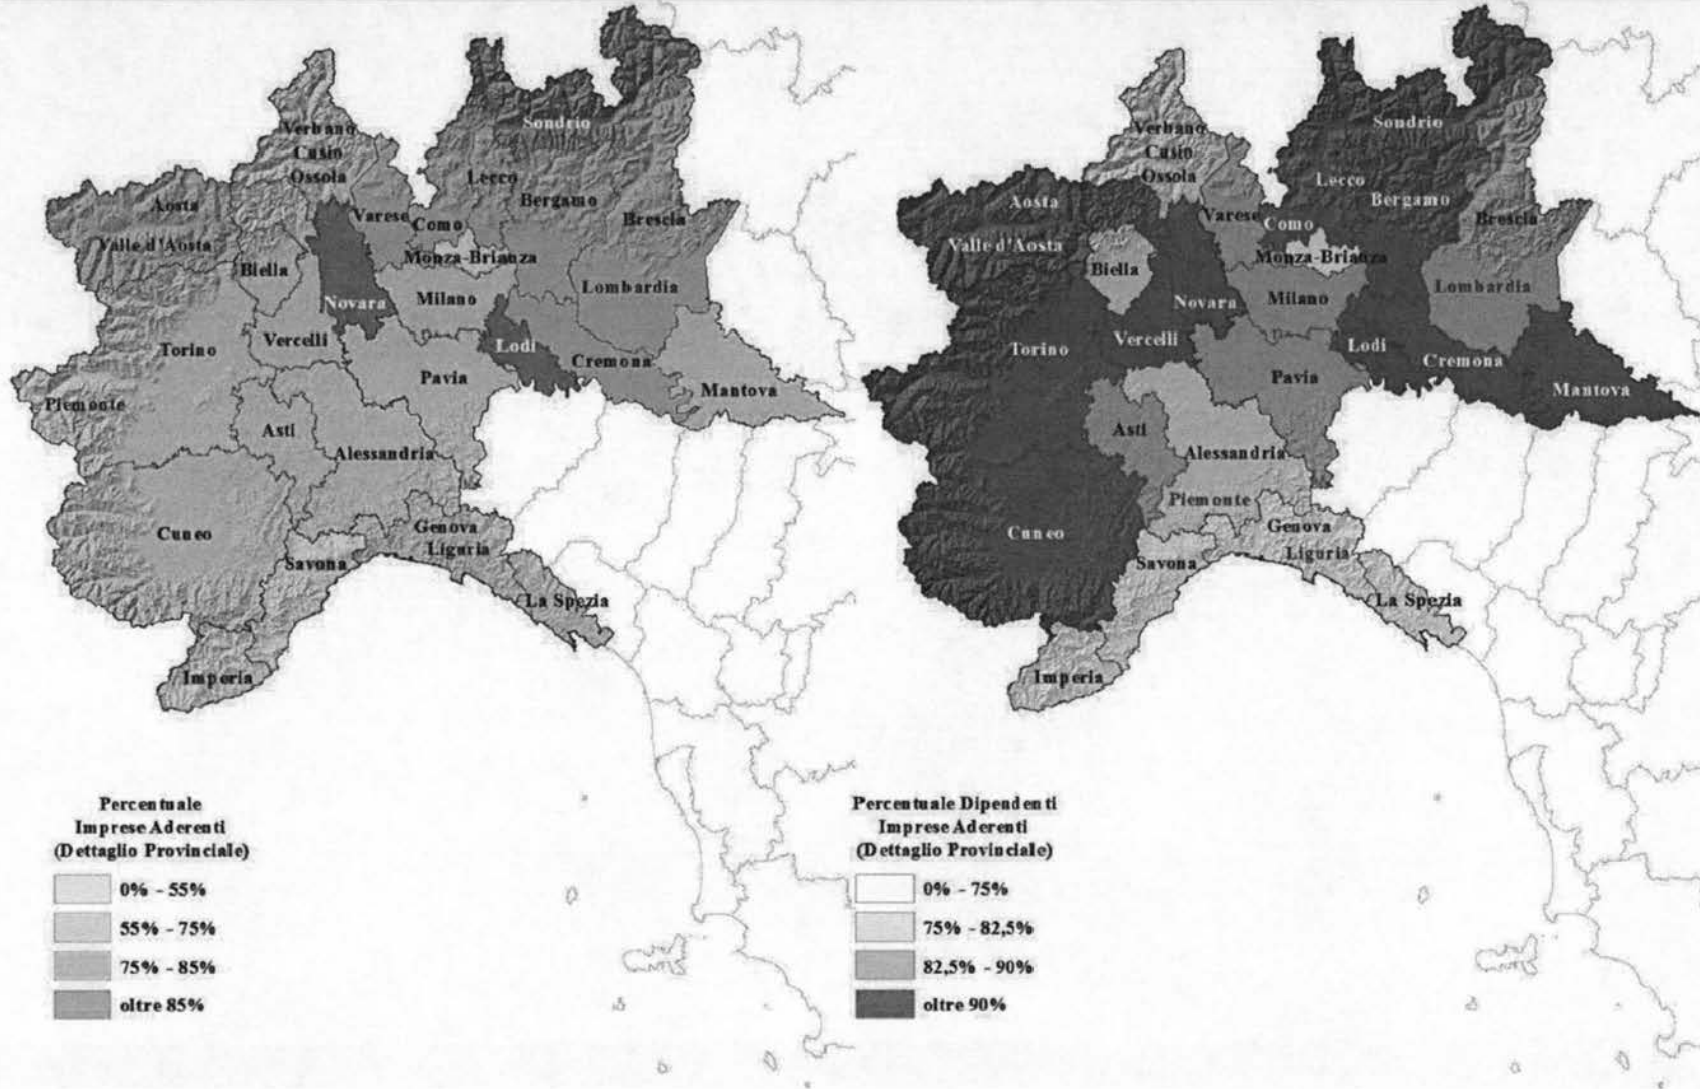 Sondrio
Verbano
Cusio
Ossola
Lecco
Bergamo
Aosta
Varese
Como
Brescia
Valle d'Aosta
Monza-Brianza
Biella
Lombardia
Milano
Novara
Vercelli
Lodi
Torino
Cremona
Pavia
Mantova
Piemonte
Asti
Alessandria
Cuneo
Genova
Liguria
Savona
La Spezia
Imperia
Percentuale
Imprese Aderenti
(Dettaglio Provinciale)
0% - 55%
55% - 75%
75% - 85%
oltre 85%
Sondrio
Verbano
Cusio
Ossola
Lecco
Bergamo
Aosta
Varese
Como
Brescia
Valle d'Aosta
Monza-Brianza
Biella
Lombardia
Milano
Novara
Vercelli
Lodi
Torino
Cremona
Pavia
Mantova
Asti
Alessandria
Piemonte
Cuneo
Genova
Liguria
Savona
La Spezia
Imperia
Percentuale Dipendenti
Imprese Aderenti
(Dettaglio Provinciale)
0% - 75%
75% - 82,5%
82,5% - 90%
oltre 90%